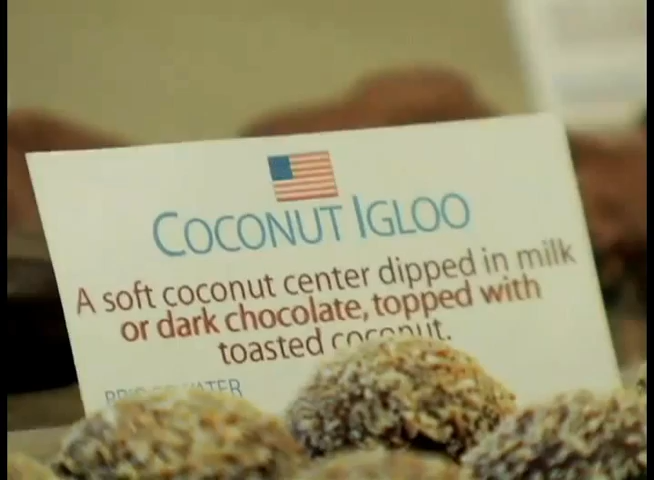 COCONUT IGLOO
A soft coconut center dipped in milk
or dark chocolate, topped with
toasted coconut.